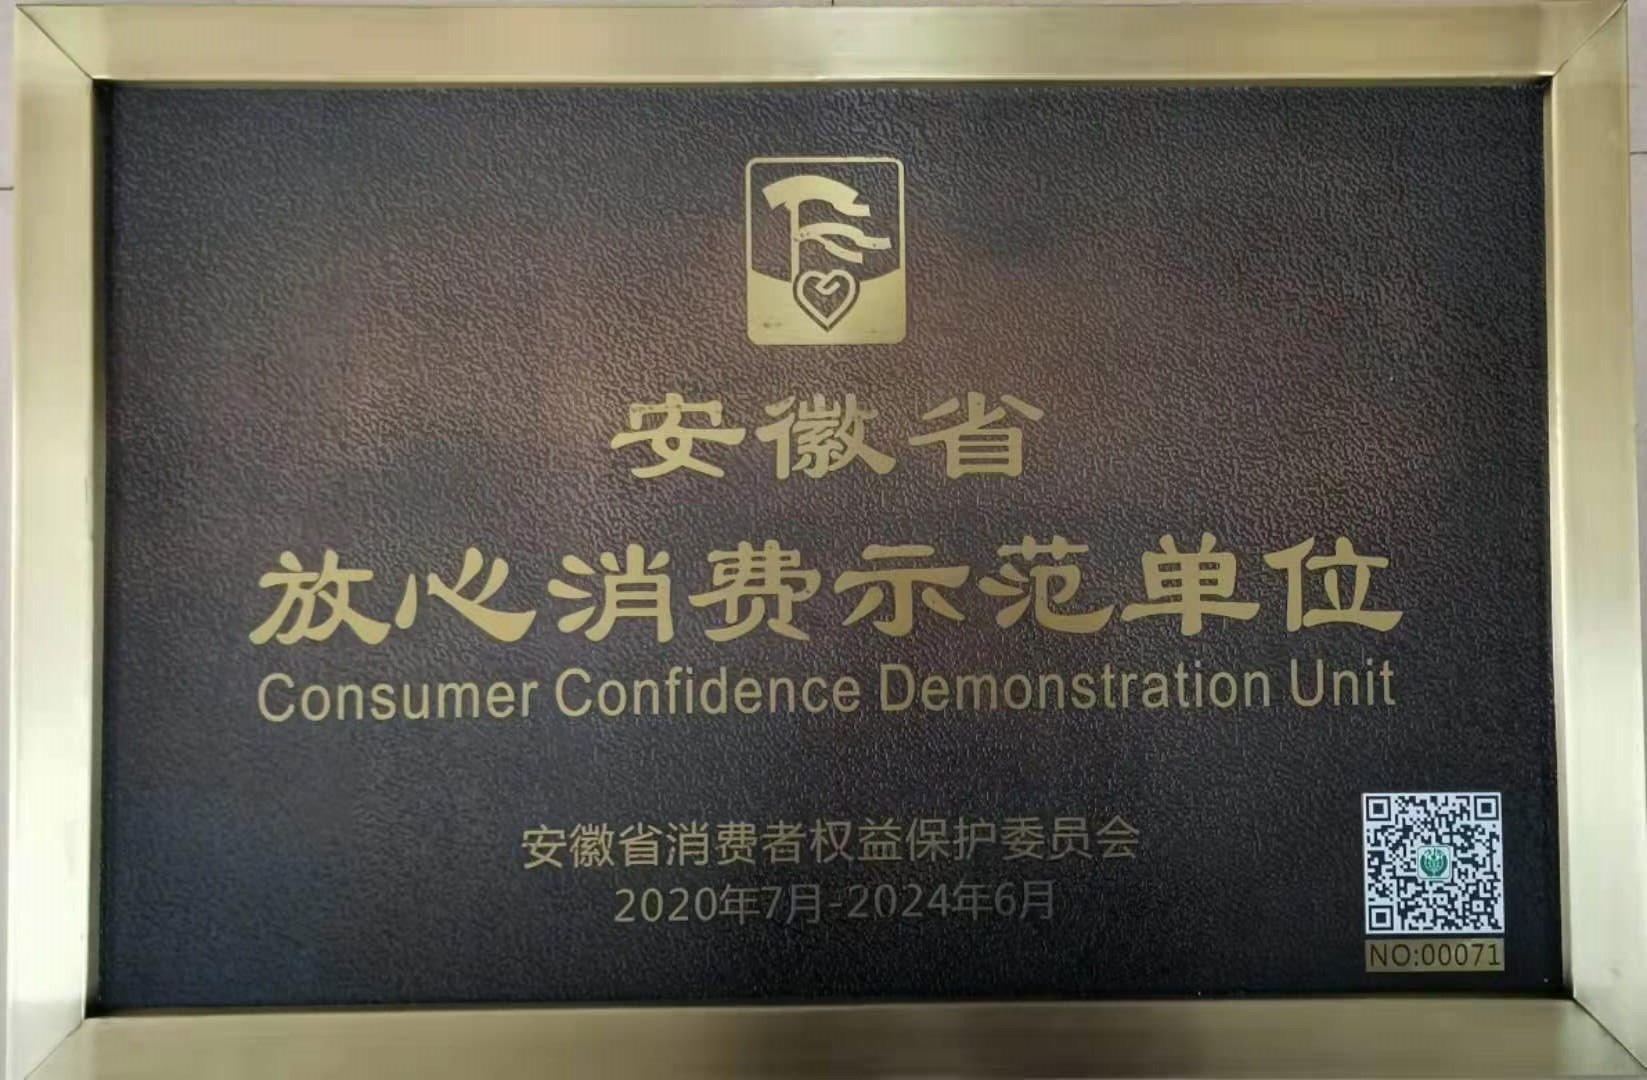 安徽省
放心消费示范单位
Consumer Confidence Demonstration Unit
安徽省消费者权益保护委员会
2020年7月-2024年6月
NO:00071